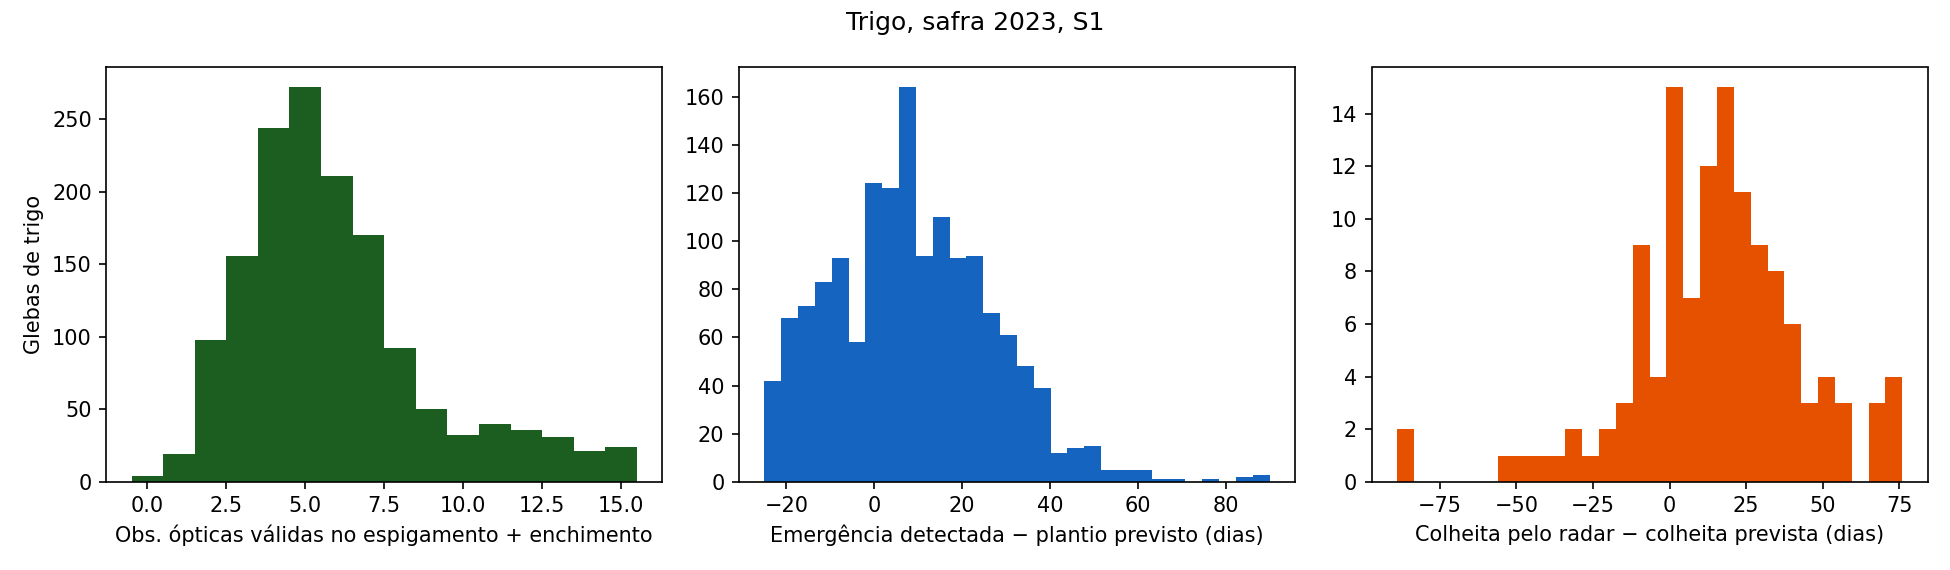 Trigo, safra 2023, S1
Glebas de trigo
250
200
150
100
50
0
0.0 2.5 5.0 7.5 10.0 12.5 15.0
Obs. ópticas válidas no espigamento + enchimento
160
140
120
100
80
60
40
20
0
−20 0 20 40 60 80
Emergência detectada − plantio previsto (dias)
14
12
10
8
6
4
2
0
−75 −50 −25 0 25 50 75
Colheita pelo radar − colheita prevista (dias)